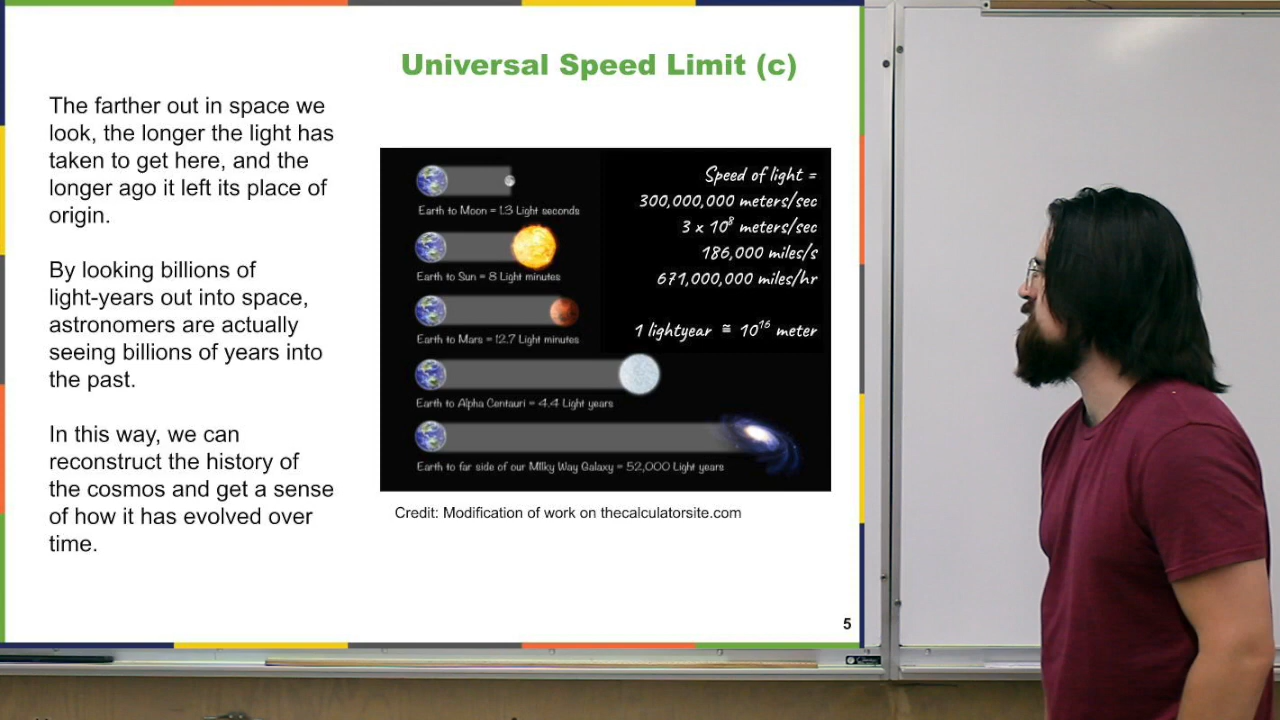 Universal Speed Limit (c)
The farther out in space we
look, the longer the light has
taken to get here, and the
longer ago it left its place of
origin.
By looking billions of
light-years out into space,
astronomers are actually
seeing billions of years into
the past.
In this way, we can
reconstruct the history of
the cosmos and get a sense
of how it has evolved over
time.
Earth to Moon = 1.3 Light seconds
Earth to Sun = 8 Light minutes
Earth to Mars = 12.7 Light minutes
Earth to Alpha Centauri = 4.4 Light years
Earth to far side of our Milky Way Galaxy = 52,000 Light years
Speed of light =
300,000,000 meters/sec
3 x 10⁸ meters/sec
186,000 miles/s
671,000,000 miles/hr
1 lightyear ≅ 10¹⁶ meter
Credit: Modification of work on thecalculatorsite.com
5